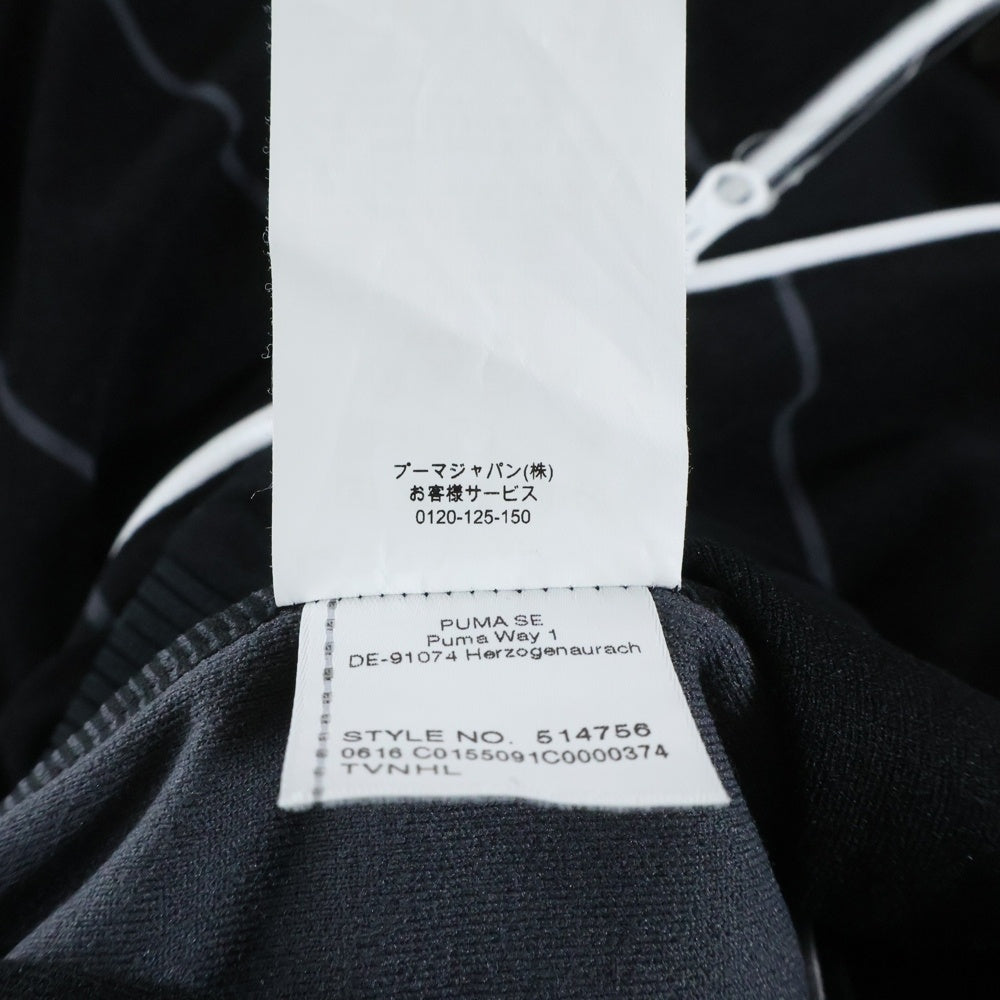 プーマジャパン(株)
お客様サービス
0120-125-150
PUMA SE
Puma Way 1
DE-91074 Herzogenaurach
STYLE NO. 514756
0616 C0155091C0000374
TVNHL